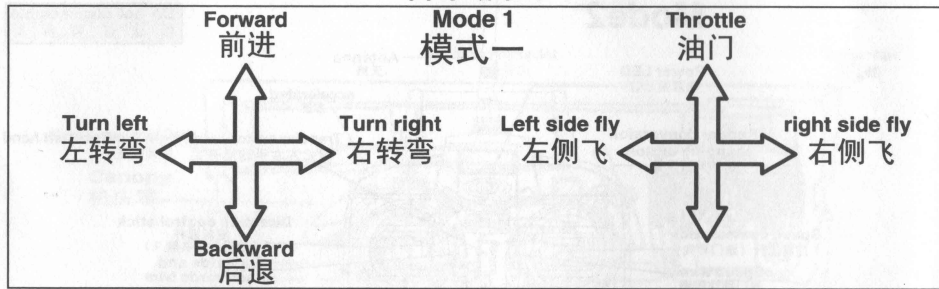 Forward
前进
Mode 1
模式一
Throttle
油门
Turn left
左转弯
Turn right
右转弯
Left side fly
左侧飞
right side fly
右侧飞
Backward
后退